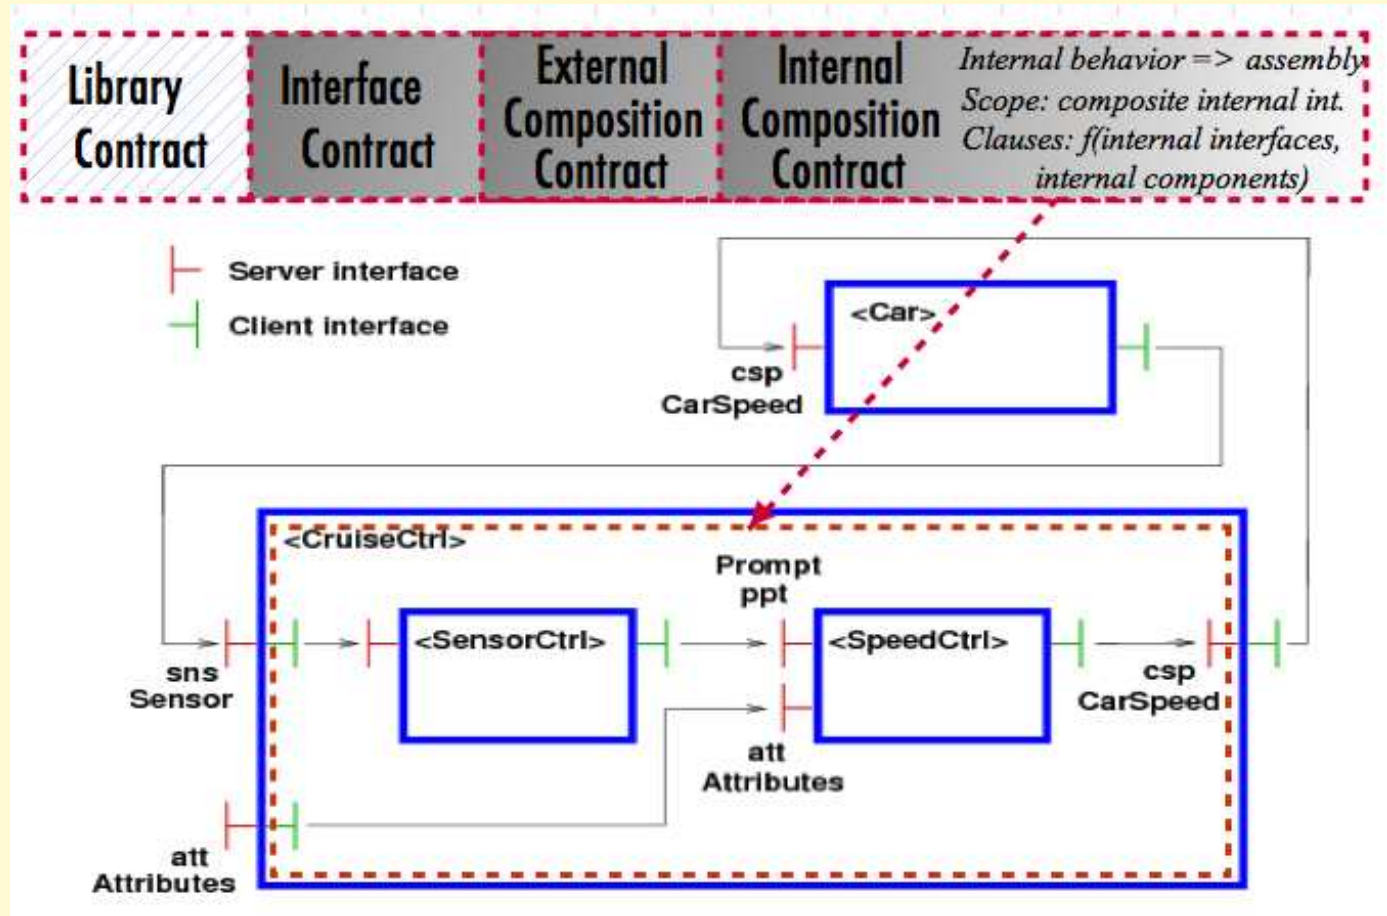 Library
Contract
Interface
Contract
External
Composition
Contract
Internal
Composition
Contract
Internal behavior => assembly
Scope: composite internal int.
Clauses: f(internal interfaces,
internal components)
Server interface
Client interface
<Car>
csp
CarSpeed
<CruiseCtrl>
Prompt
ppt
<SensorCtrl>
<SpeedCtrl>
sns
Sensor
csp
CarSpeed
att
Attributes
att
Attributes